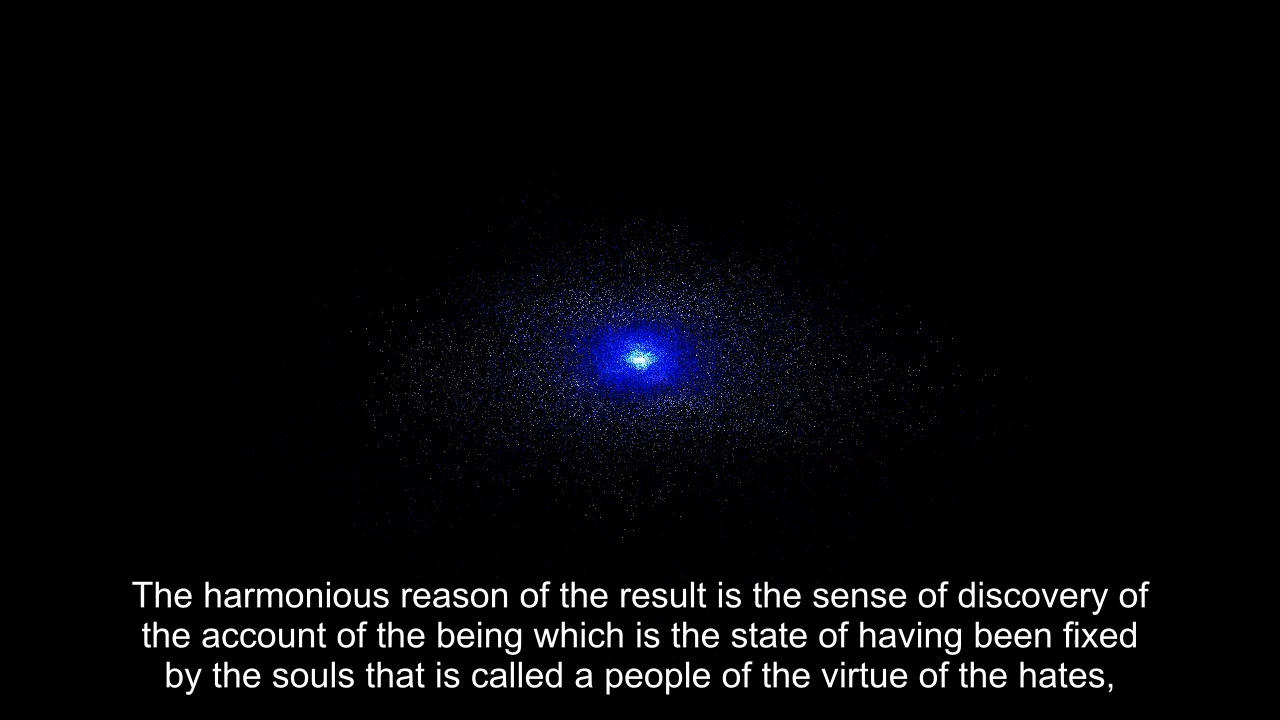 The harmonious reason of the result is the sense of discovery of
the account of the being which is the state of having been fixed
by the souls that is called a people of the virtue of the hates,